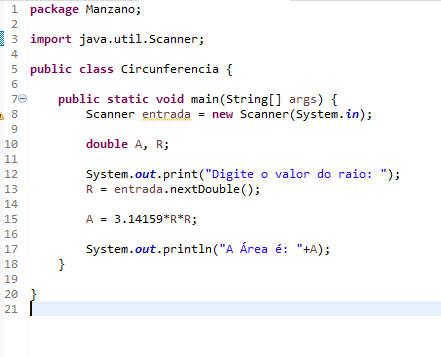 1 package Manzano;
2
3 import java.util.Scanner;
4
5 public class Circunferencia {
6
7 public static void main(String[] args) {
8 Scanner entrada = new Scanner(System.in);
9
10 double A, R;
11
12 System.out.print("Digite o valor do raio: ");
13 R = entrada.nextDouble();
14
15 A = 3.14159*R*R;
16
17 System.out.println("A Área é: "+A);
18 }
19
20 }
21